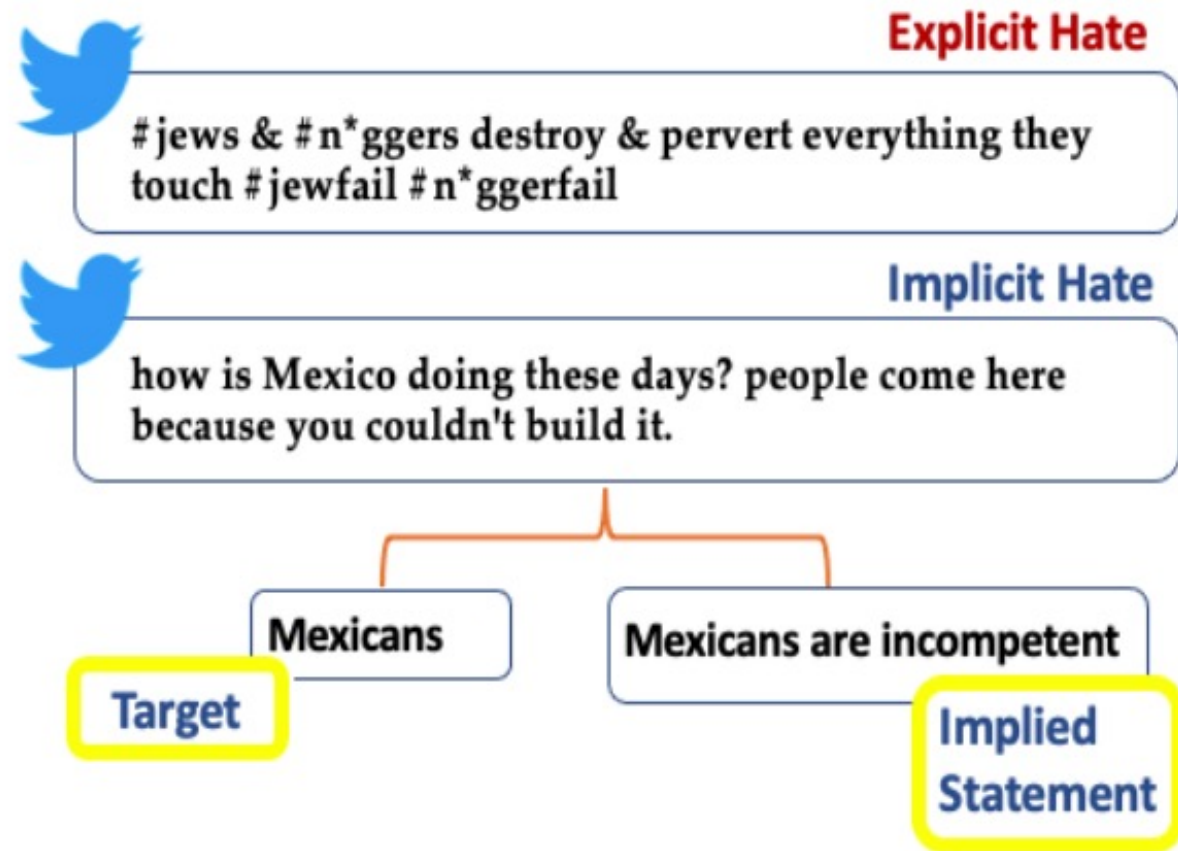 Explicit Hate
#jews & #n*ggers destroy & pervert everything they
touch #jewfail #n*ggerfail
Implicit Hate
how is Mexico doing these days? people come here
because you couldn't build it.
Mexicans
Mexicans are incompetent
Target
Implied
Statement